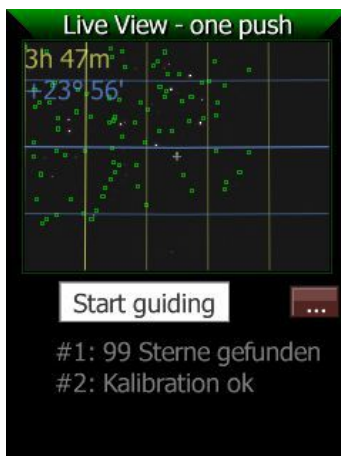 Live View - one push
3h 47m
+23° 56'
Start guiding
...
#1: 99 Sterne gefunden
#2: Kalibration ok